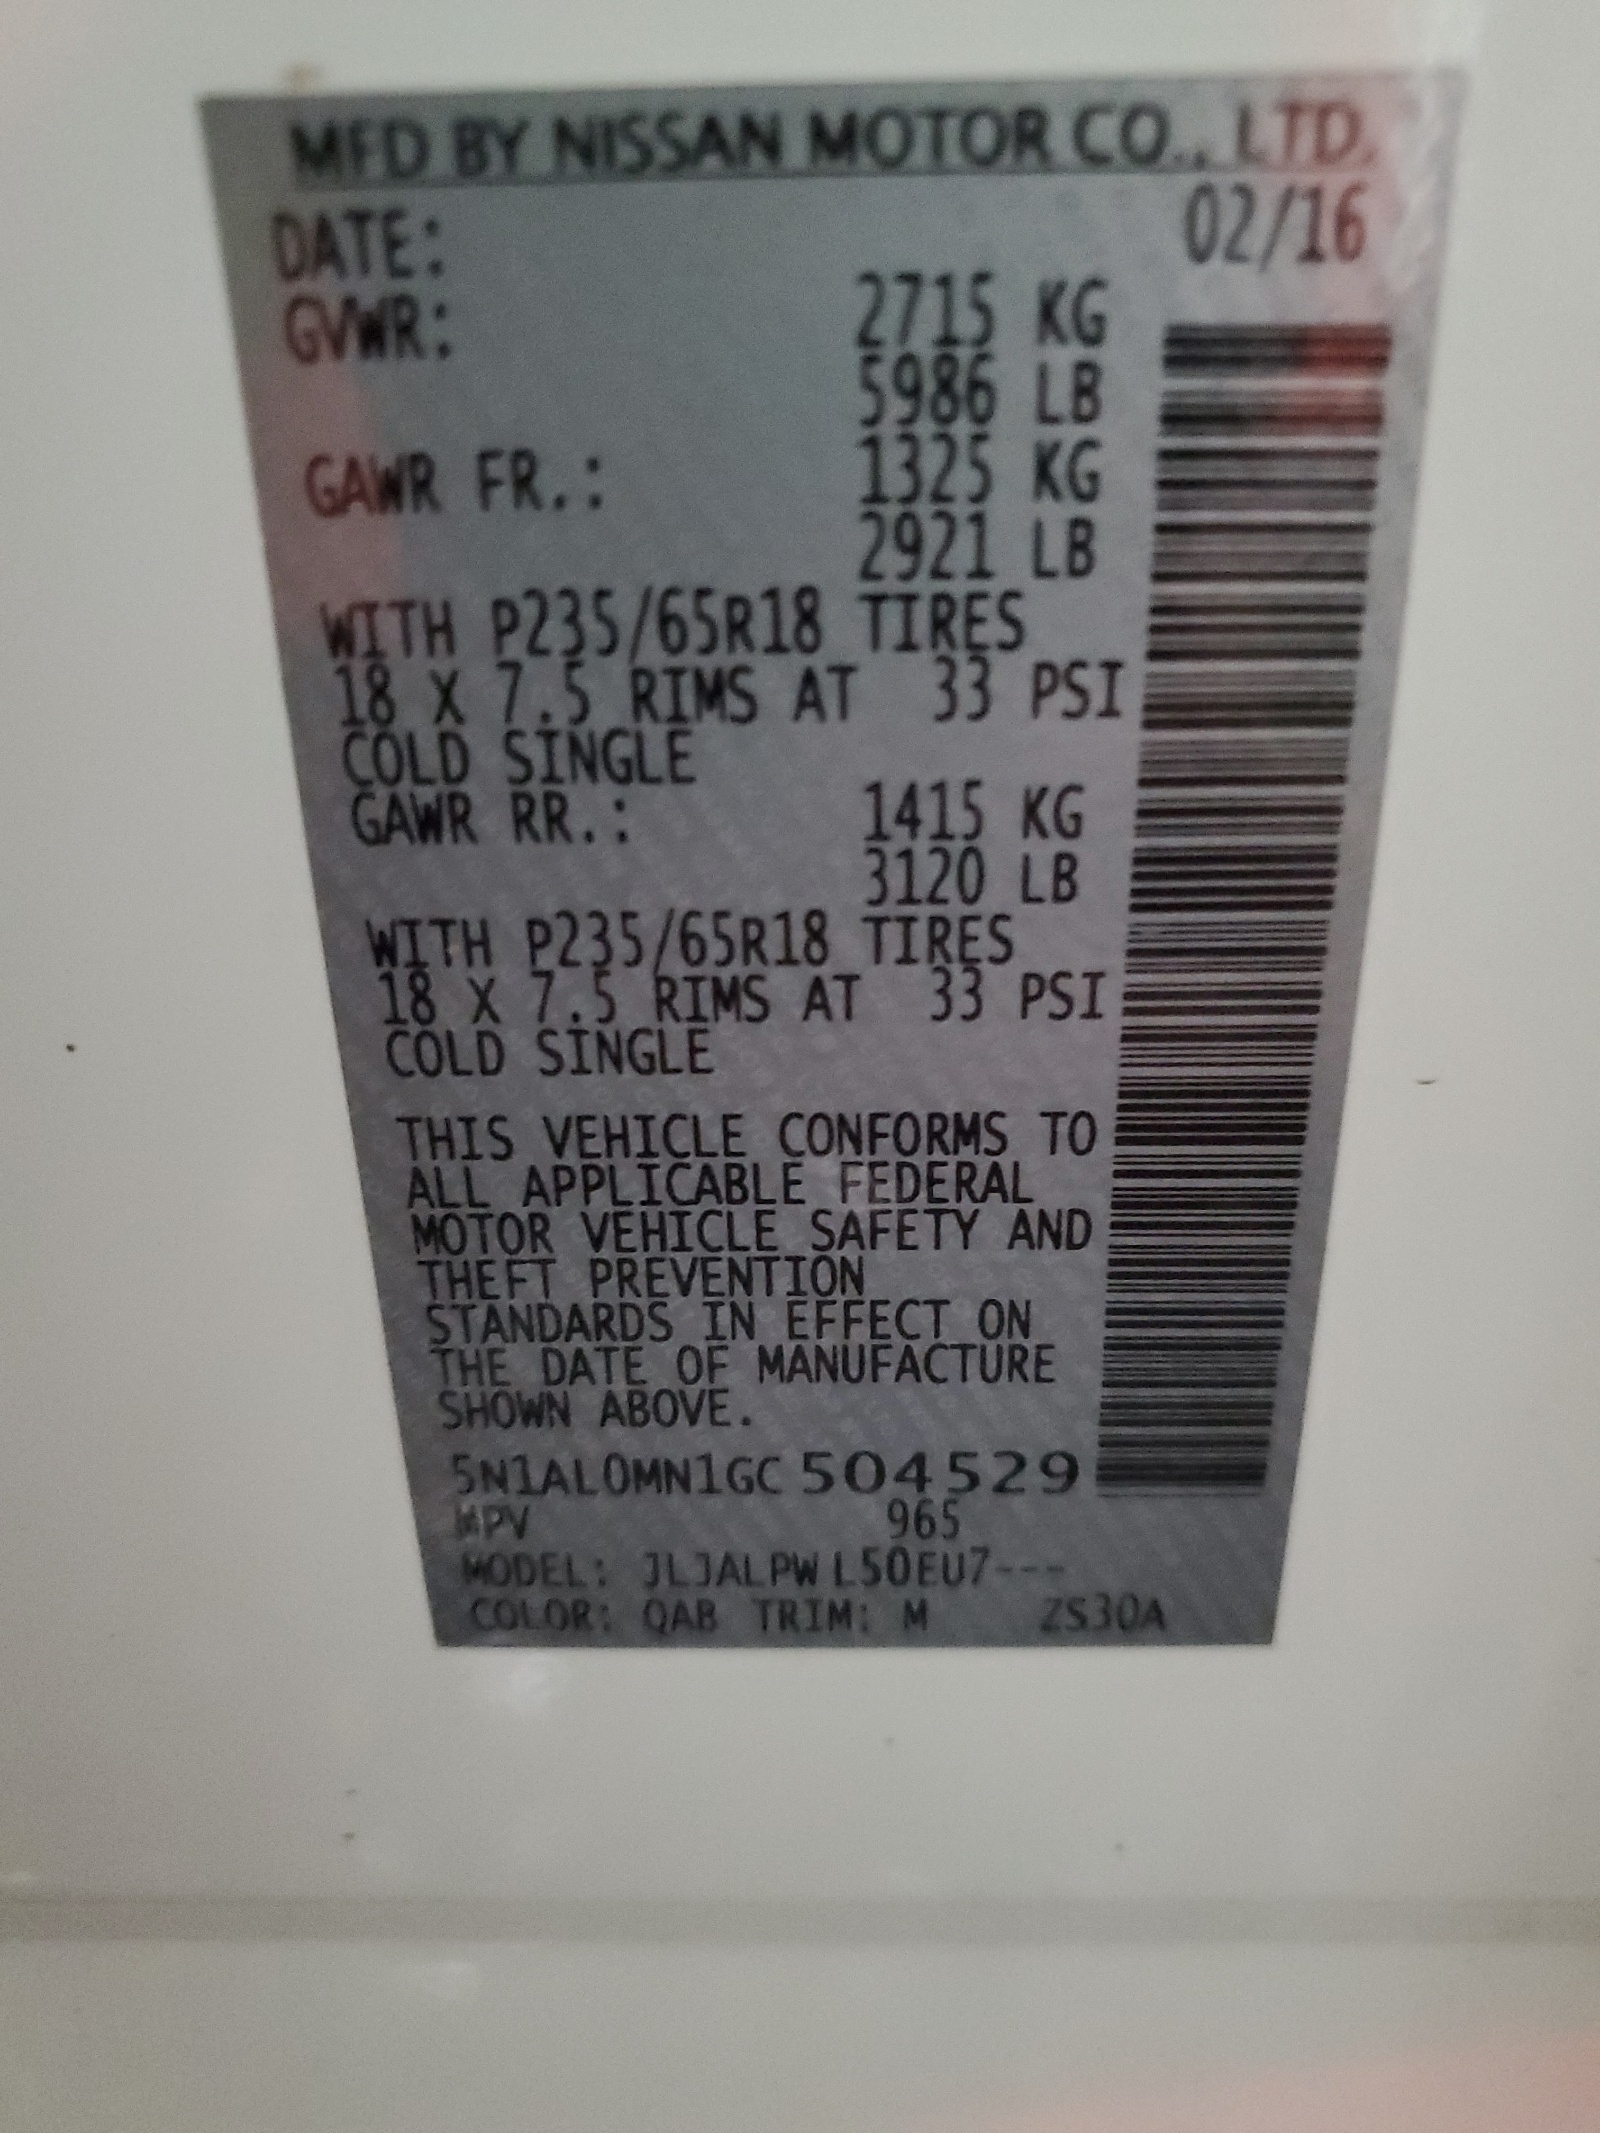 MFD BY NISSAN MOTOR CO., LTD.
DATE: 02/16
GVWR: 2715 KG
5986 LB
GAWR FR.: 1325 KG
2921 LB
WITH P235/65R18 TIRES
18 X 7.5 RIMS AT 33 PSI
COLD SINGLE
GAWR RR.: 1415 KG
3120 LB
WITH P235/65R18 TIRES
18 X 7.5 RIMS AT 33 PSI
COLD SINGLE
THIS VEHICLE CONFORMS TO
ALL APPLICABLE FEDERAL
MOTOR VEHICLE SAFETY AND
THEFT PREVENTION
STANDARDS IN EFFECT ON
THE DATE OF MANUFACTURE
SHOWN ABOVE.
5N1AL0MN1GC504529
MPV 965
MODEL: JLJALPW L50EU7---
COLOR: QAB TRIM: M ZS30A